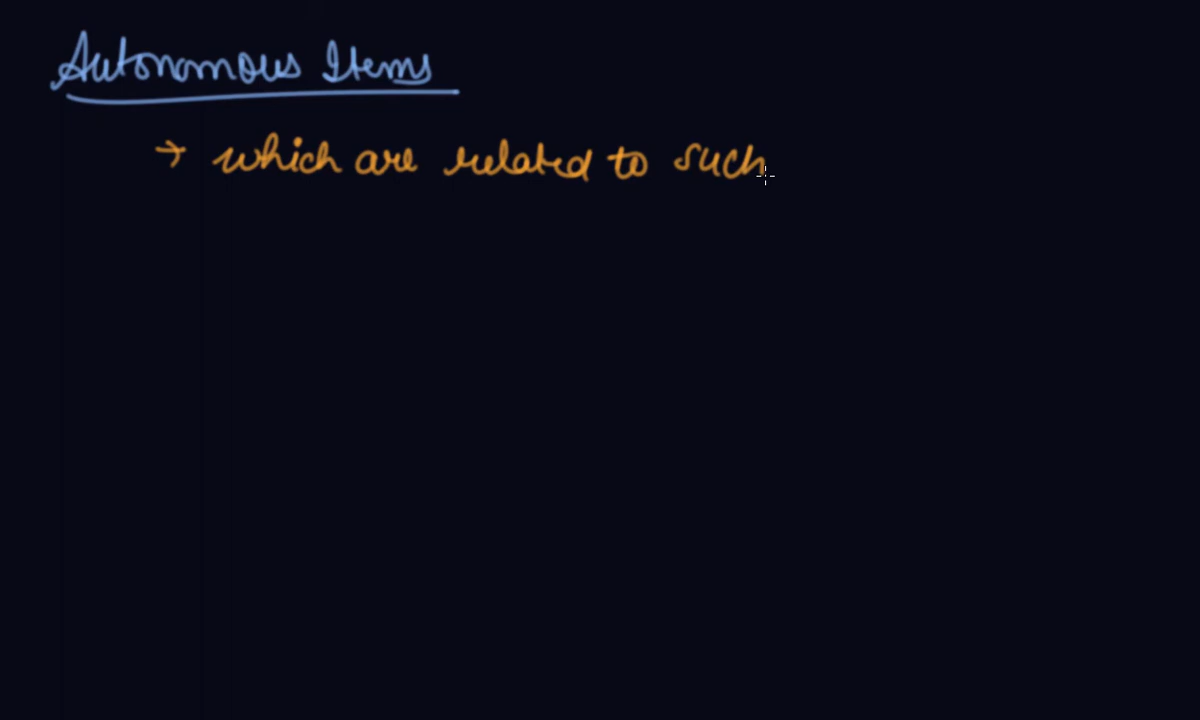 Autonomous Items
→ which are related to such